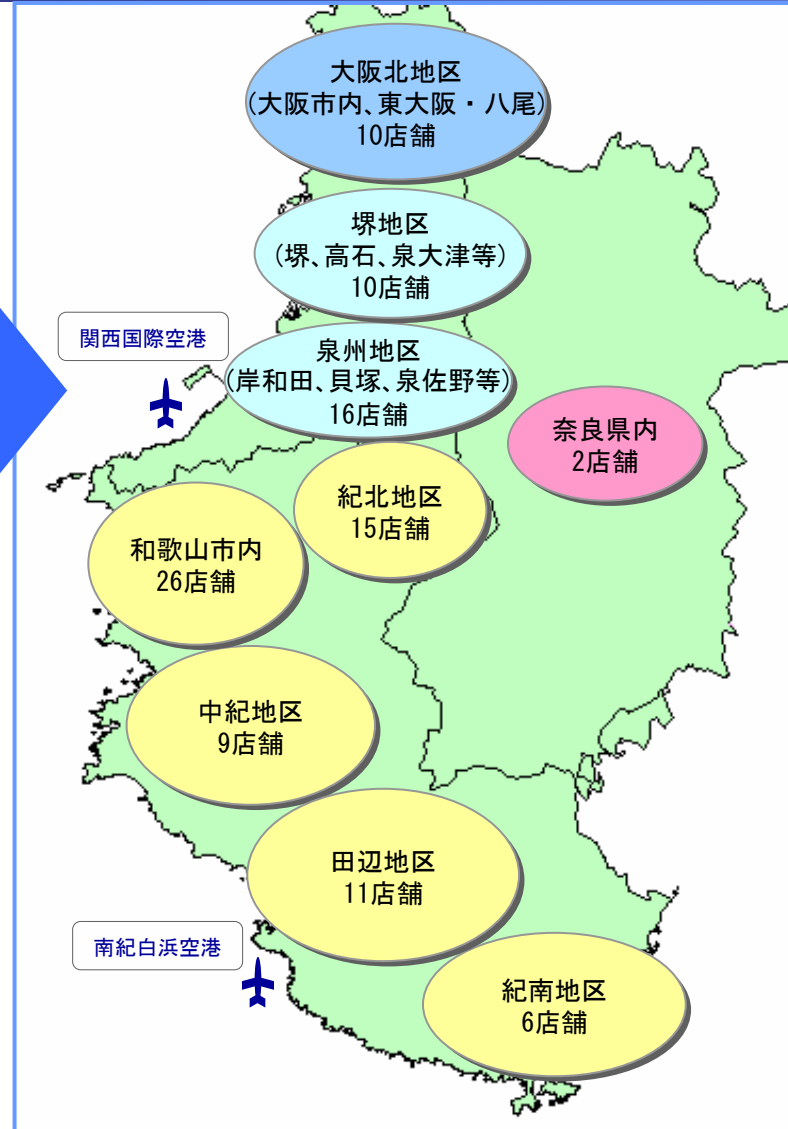 大阪北地区
(大阪市内、東大阪・八尾)
10店舗
堺地区
(堺、高石、泉大津等)
10店舗
関西国際空港
泉州地区
(岸和田、貝塚、泉佐野等)
16店舗
奈良県内
2店舗
紀北地区
15店舗
和歌山市内
26店舗
中紀地区
9店舗
田辺地区
11店舗
南紀白浜空港
紀南地区
6店舗